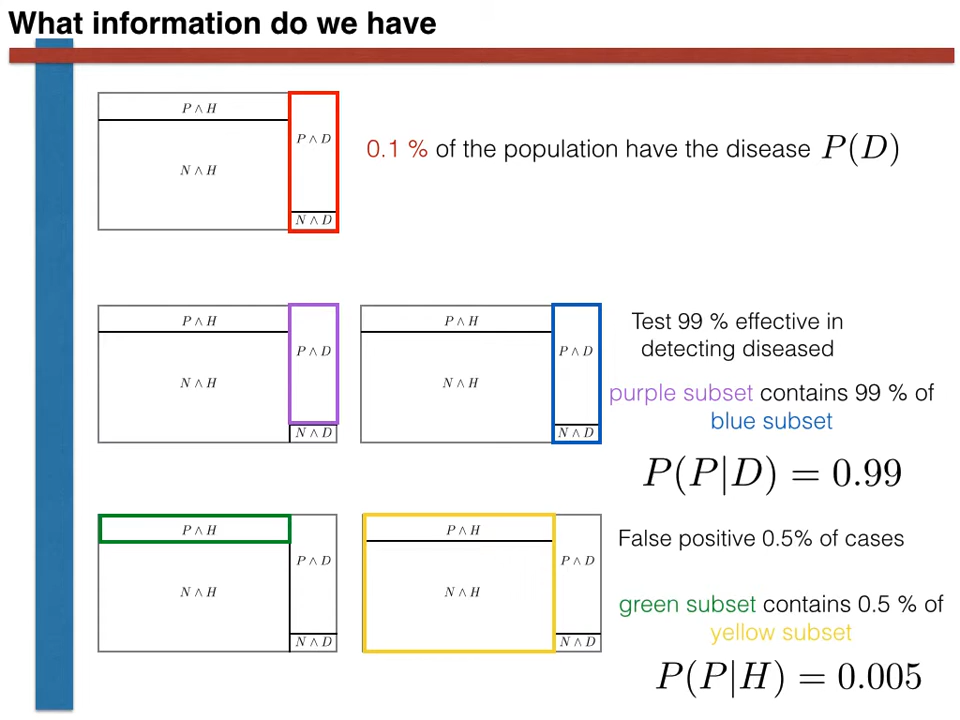 What information do we have
P ∧ H
P ∧ D
N ∧ H
N ∧ D
0.1 % of the population have the disease P(D)
P ∧ H
P ∧ D
N ∧ H
N ∧ D
P ∧ H
P ∧ D
N ∧ H
N ∧ D
Test 99 % effective in
detecting diseased
purple subset contains 99 % of
blue subset
P(P|D) = 0.99
P ∧ H
P ∧ D
N ∧ H
N ∧ D
P ∧ H
P ∧ D
N ∧ H
N ∧ D
False positive 0.5% of cases
green subset contains 0.5 % of
yellow subset
P(P|H) = 0.005